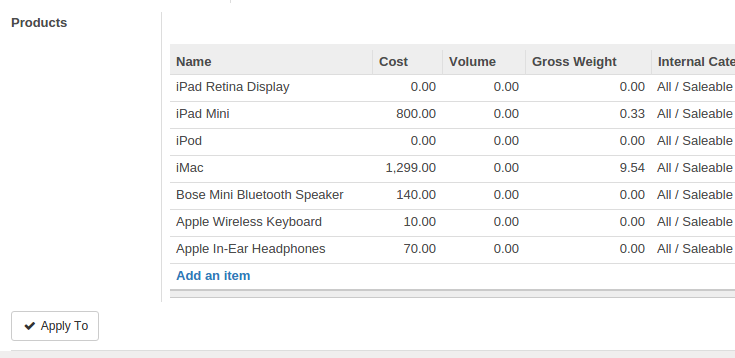 Products
Name Cost Volume Gross Weight Internal Cate
iPad Retina Display 0.00 0.00 0.00 All / Saleable
iPad Mini 800.00 0.00 0.33 All / Saleable
iPod 0.00 0.00 0.00 All / Saleable
iMac 1,299.00 0.00 9.54 All / Saleable
Bose Mini Bluetooth Speaker 140.00 0.00 0.00 All / Saleable
Apple Wireless Keyboard 10.00 0.00 0.00 All / Saleable
Apple In-Ear Headphones 70.00 0.00 0.00 All / Saleable
Add an item
Apply To